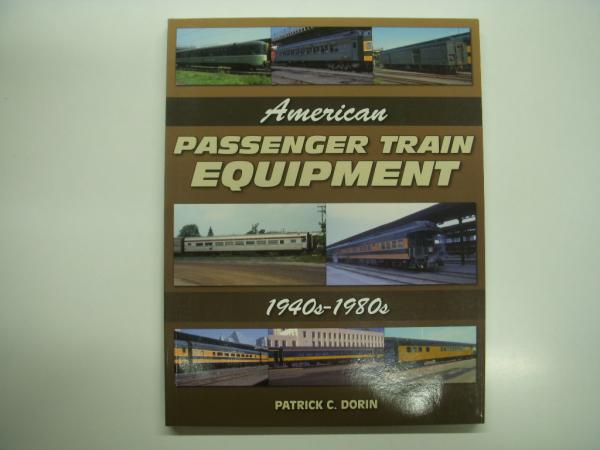 American
PASSENGER TRAIN
EQUIPMENT
1940s-1980s
PATRICK C. DORIN